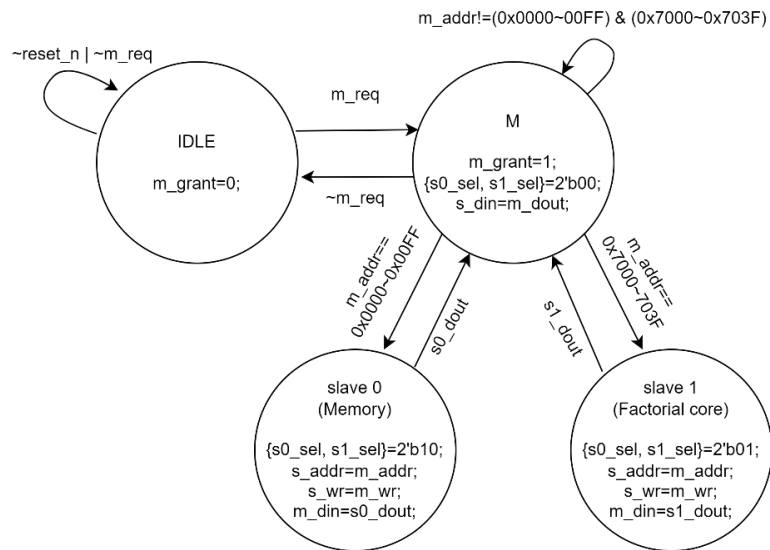 m_addr!=(0x0000~00FF) & (0x7000~0x703F)
~reset_n | ~m_req
m_req
IDLE
m_grant=0;
M
m_grant=1;
{s0_sel, s1_sel}=2'b00;
s_din=m_dout;
~m_req
m_addr==
0x0000~0x00FF
s0_dout
s1_dout
m_addr==
0x7000~703F
slave 0
(Memory)
{s0_sel, s1_sel}=2'b10;
s_addr=m_addr;
s_wr=m_wr;
m_din=s0_dout;
slave 1
(Factorial core)
{s0_sel, s1_sel}=2'b01;
s_addr=m_addr;
s_wr=m_wr;
m_din=s1_dout;